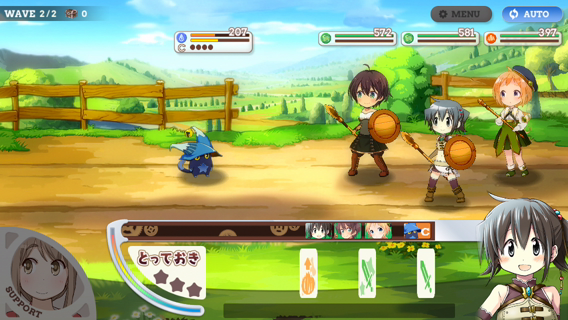 WAVE 2/2 0
MENU
AUTO
207
C
572
581
397
C
とっておき
SUPPORT